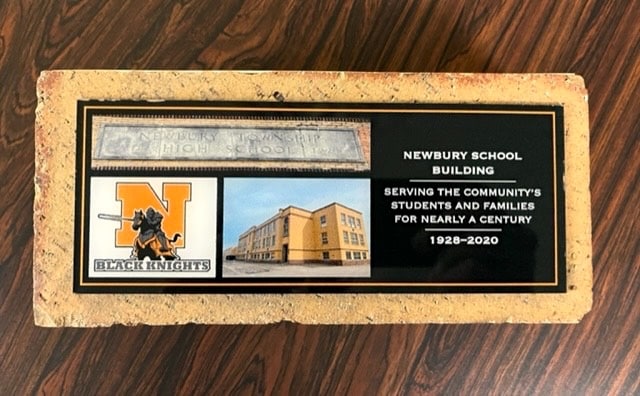 NEWBURY TOWNSHIP
HIGH SCHOOL
N
BLACK KNIGHTS
NEWBURY SCHOOL
BUILDING
SERVING THE COMMUNITY'S
STUDENTS AND FAMILIES
FOR NEARLY A CENTURY
1928–2020